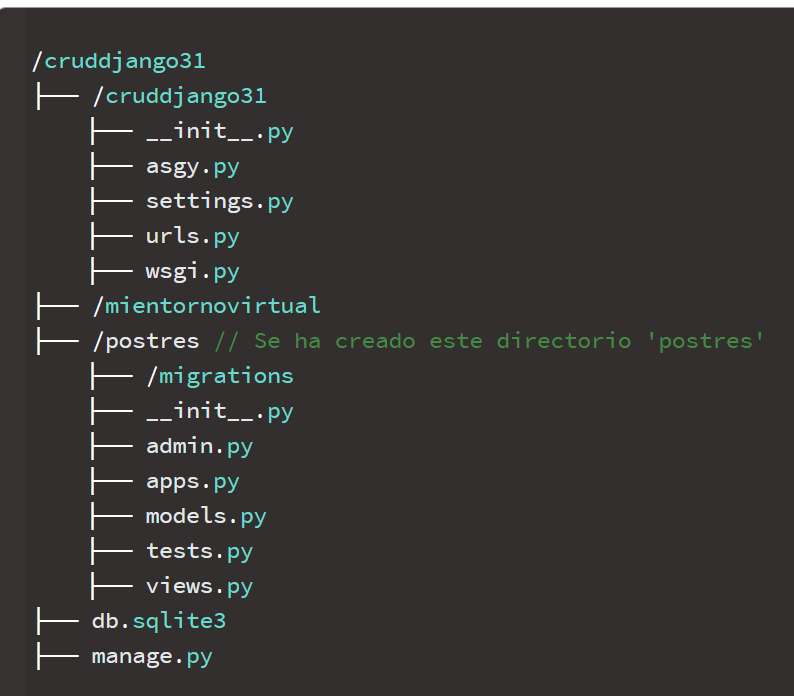 /cruddjango31
├── /cruddjango31
├── __init__.py
├── asgy.py
├── settings.py
├── urls.py
├── wsgi.py
├── /mientornovirtual
├── /postres // Se ha creado este directorio 'postres'
├── /migrations
├── __init__.py
├── admin.py
├── apps.py
├── models.py
├── tests.py
├── views.py
├── db.sqlite3
├── manage.py